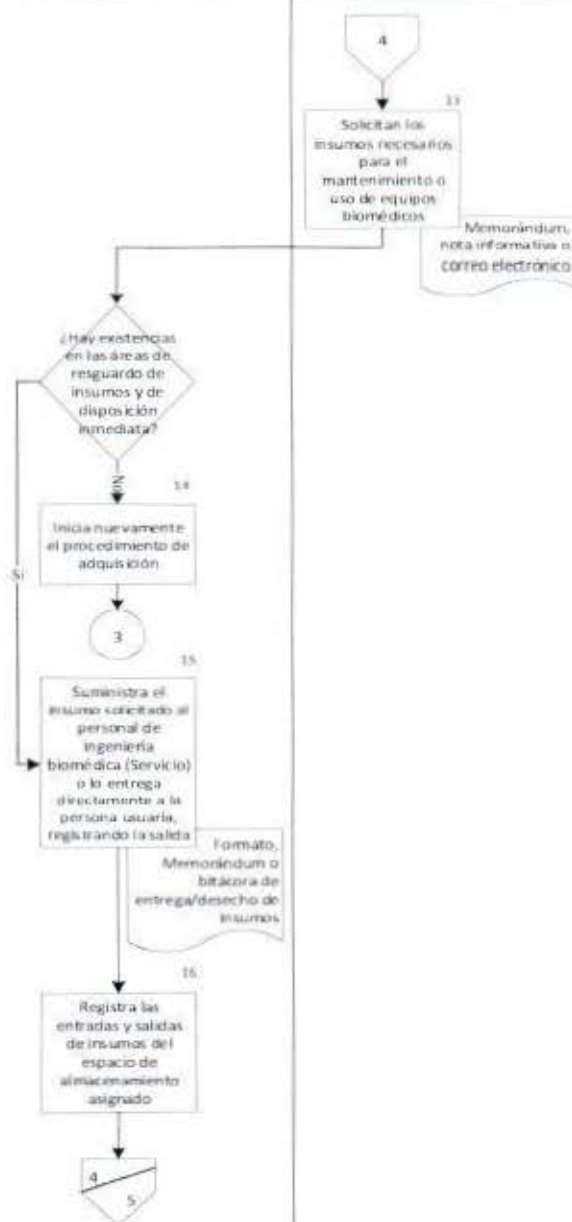 4
13
Solicitan los
insumos necesarios
para el
mantenimiento o
uso de equipos
biomédicos
Memorándum,
nota informativa o
correo electrónico
¿Hay existencias
en las áreas de
resguardo de
insumos y de
disposición
inmediata?
No
Si
14
Inicia nuevamente
el procedimiento de
adquisición
3
15
Suministra el
insumo solicitado al
personal de
ingeniería
biomédica (Servicio)
o lo entrega
directamente a la
persona usuaria,
registrando la salida
Formato,
Memorándum o
bitácora de
entrega/desecho de
insumos
16
Registra las
entradas y salidas
de insumos del
espacio de
almacenamiento
asignado
4
5